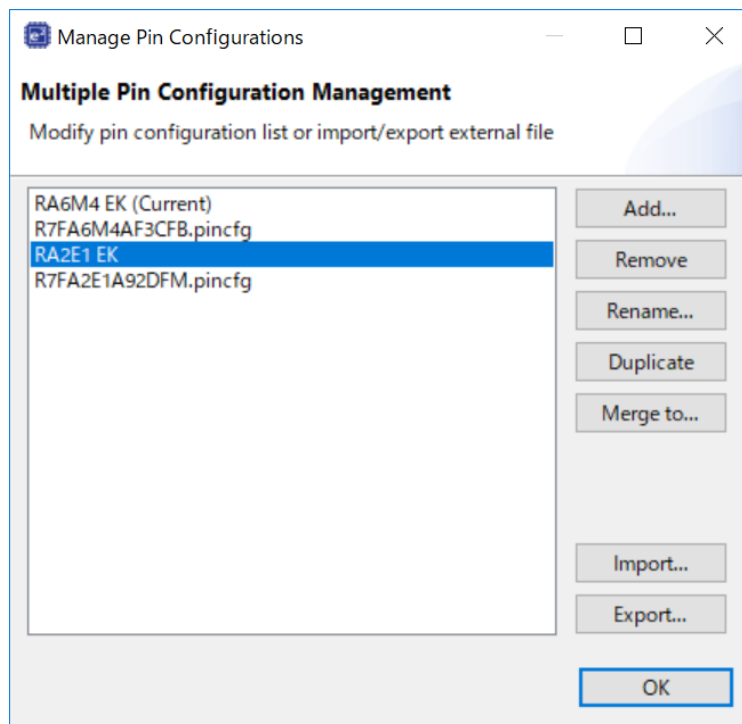 Manage Pin Configurations
Multiple Pin Configuration Management
Modify pin configuration list or import/export external file
RA6M4 EK (Current)
R7FA6M4AF3CFB.pincfg
RA2E1 EK
R7FA2E1A92DFM.pincfg
Add...
Remove
Rename...
Duplicate
Merge to...
Import...
Export...
OK